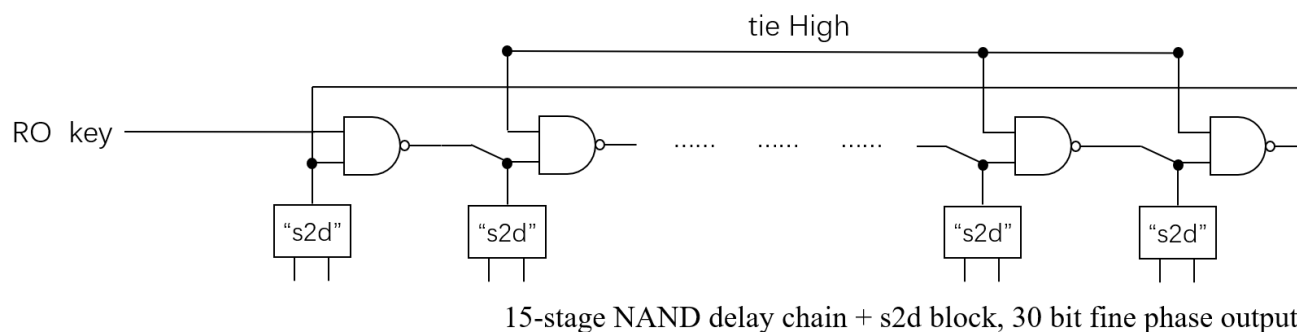 tie High
RO key
...... ...... ......
“s2d” “s2d” “s2d” “s2d”
15-stage NAND delay chain + s2d block, 30 bit fine phase output